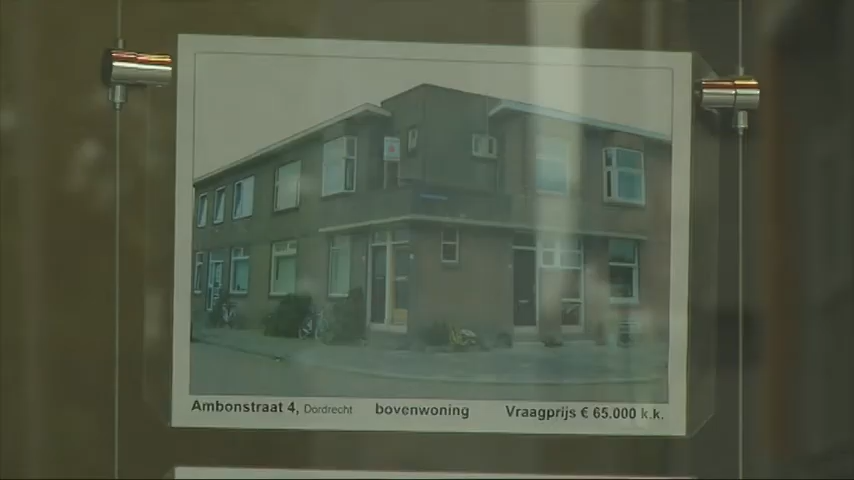 Ambonstraat 4, Dordrecht bovenwoning Vraagprijs € 65.000 k.k.